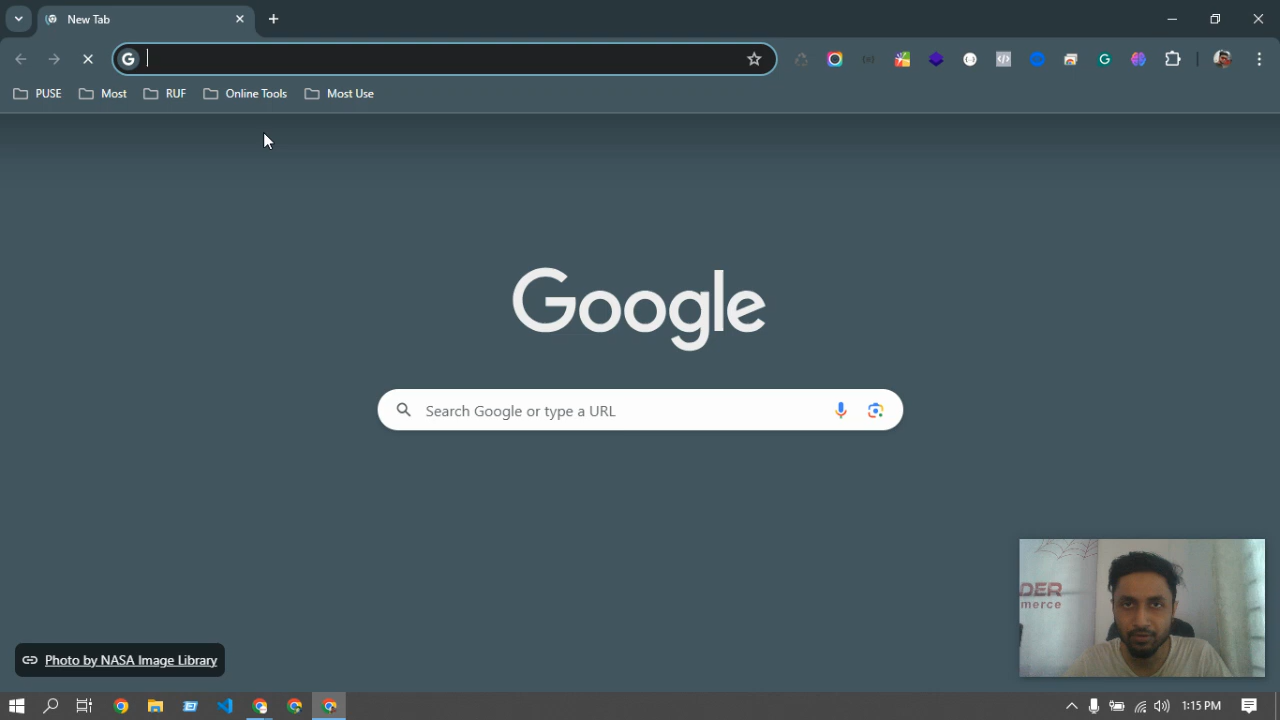 New Tab
PUSE
Most
RUF
Online Tools
Most Use
Google
Search Google or type a URL
DER
merce
Photo by NASA Image Library
1:15 PM